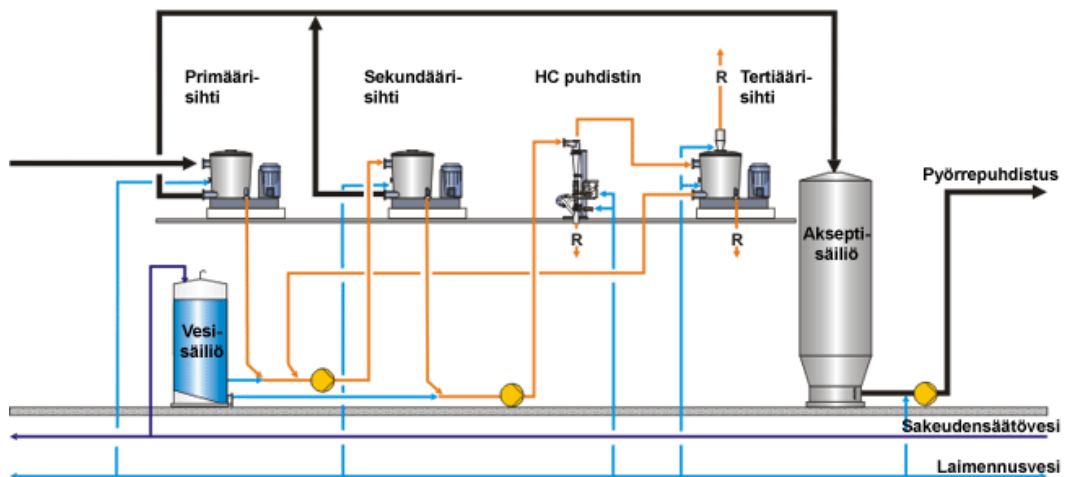 Primääri-
sihti
Sekundääri-
sihti
HC puhdistin
R
Tertiääri-
sihti
Pyörrepuhdistus
Aksepti-
säiliö
R
R
Vesi-
säiliö
Sakeudensäätövesi
Laimennusvesi